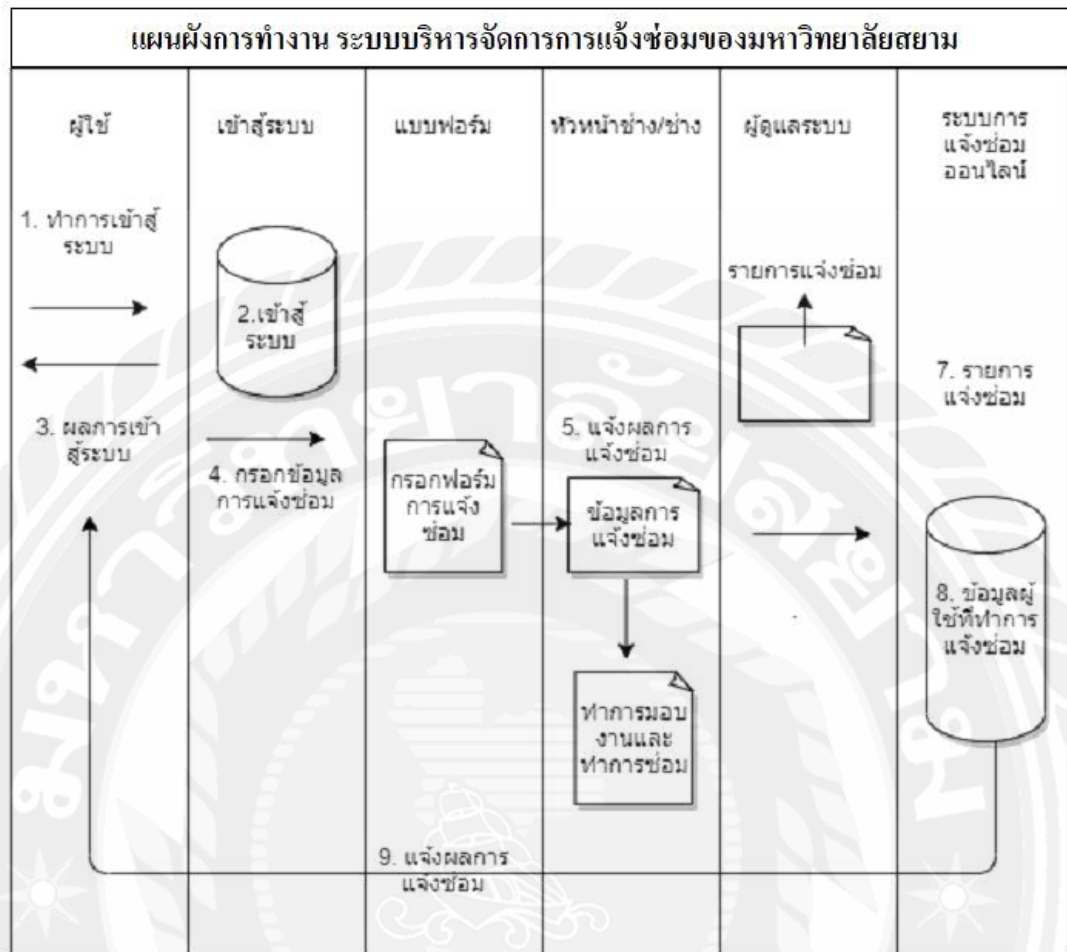 แผนผังการทำงาน ระบบบริหารจัดการการแจ้งซ่อมของมหาวิทยาลัยสยาม
ผู้ใช้
เข้าสู่ระบบ
แบบฟอร์ม
หัวหน้าช่าง/ช่าง
ผู้ดูแลระบบ
ระบบการ
แจ้งซ่อม
ออนไลน์
1. ทำการเข้าสู่
ระบบ
2.เข้าสู่
ระบบ
3. ผลการเข้า
สู่ระบบ
4. กรอกข้อมูล
การแจ้งซ่อม
กรอกฟอร์ม
การแจ้ง
ซ่อม
5. แจ้งผลการ
แจ้งซ่อม
ข้อมูลการ
แจ้งซ่อม
ทำการมอบ
งานและ
ทำการซ่อม
รายการแจ่งซ่อม
7. รายการ
แจ่งซ่อม
8. ข้อมูลผู้
ใช้ที่ทำการ
แจ้งซ่อม
9. แจ้งผลการ
แจ้งซ่อม
มหาวิทยาลัยสยาม